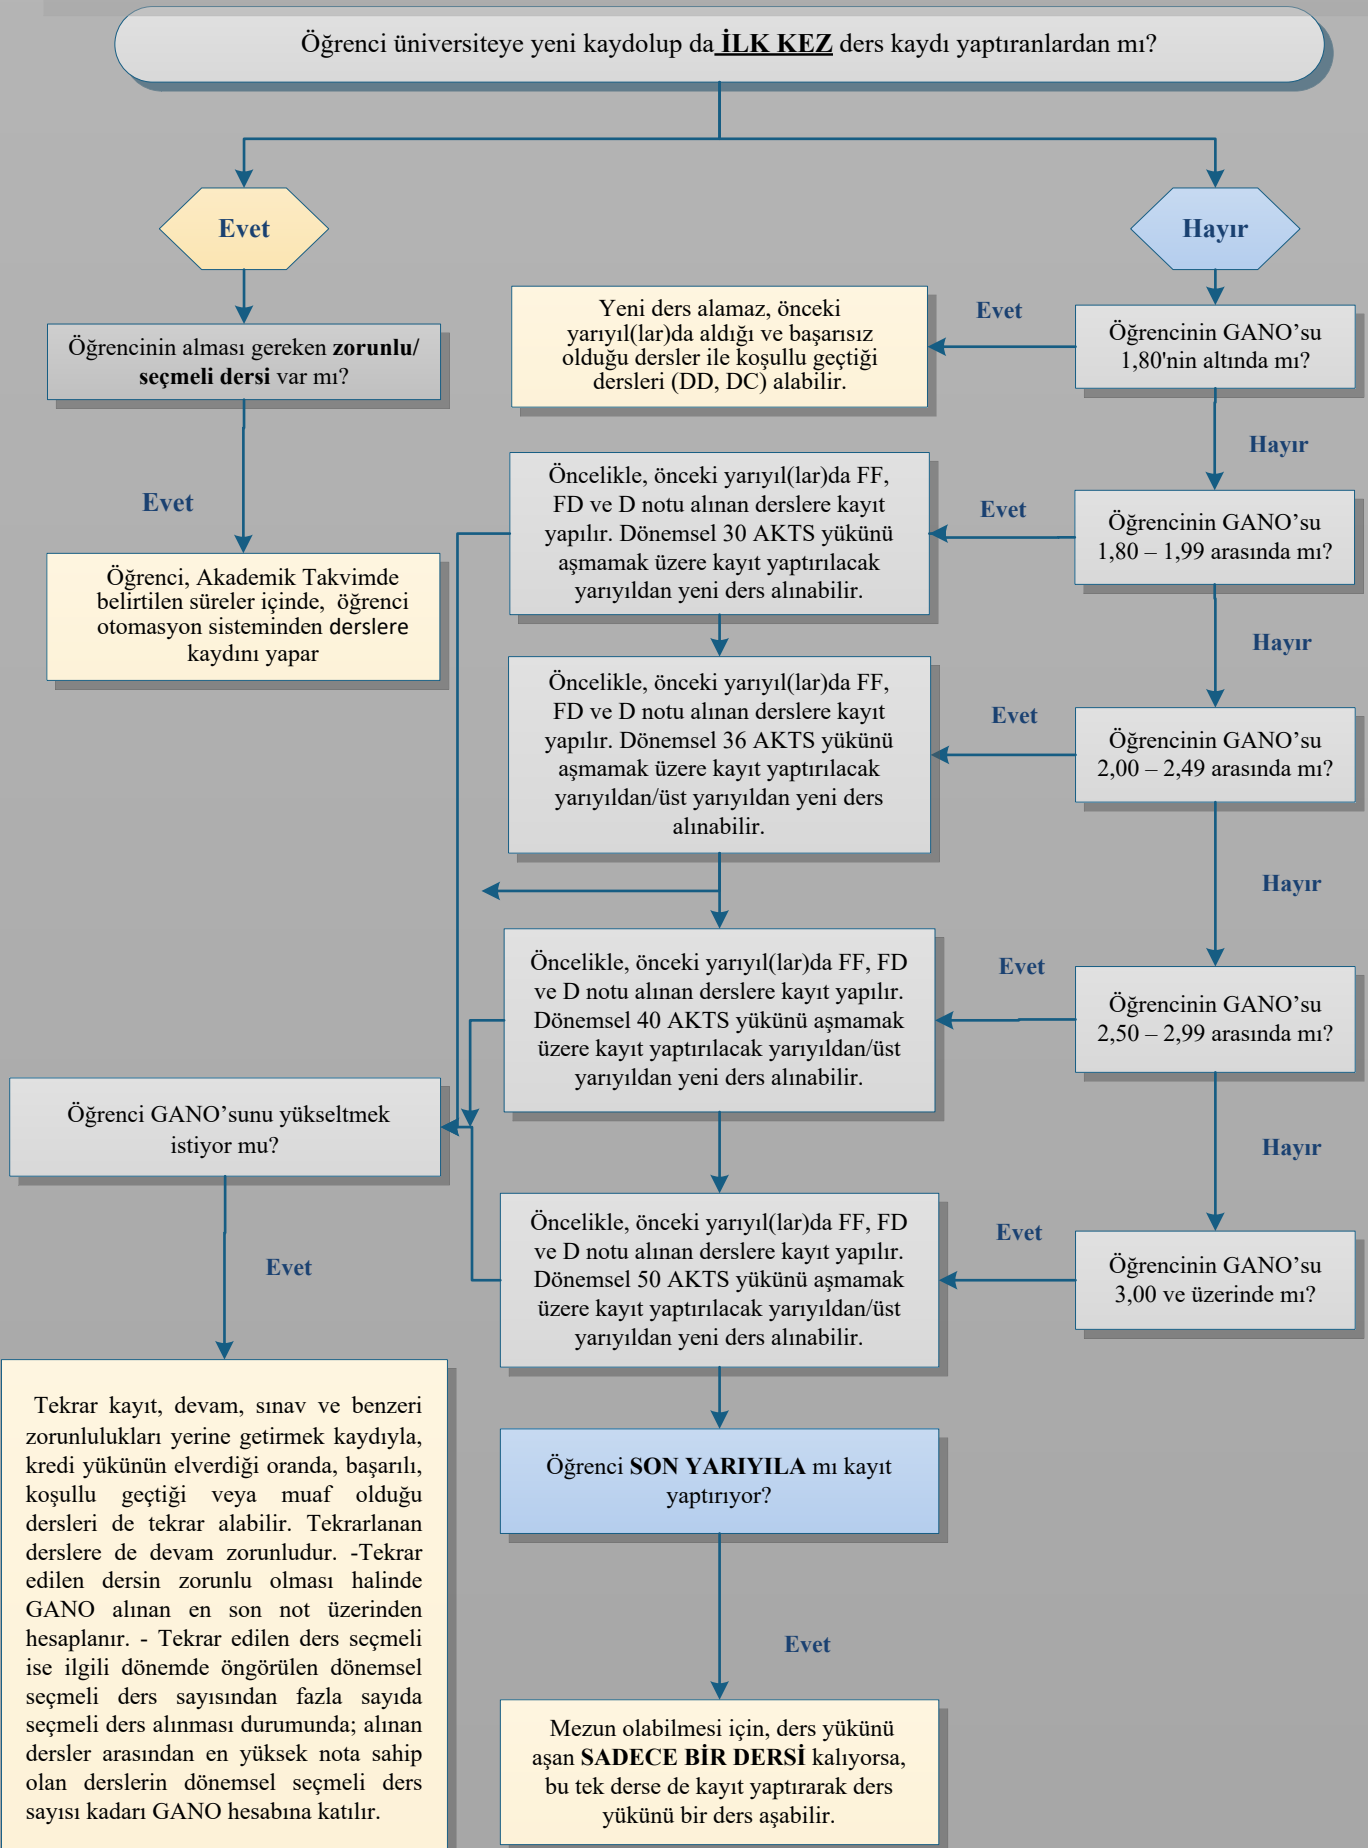 Öğrenci üniversiteye yeni kaydolup da İLK KEZ ders kaydı yaptıranlardan mı?
Evet
Hayır
Öğrencinin alması gereken zorunlu/
seçmeli dersi var mı?
Evet
Öğrenci, Akademik Takvimde
belirtilen süreler içinde, öğrenci
otomasyon sisteminden derslere
kaydını yapar
Yeni ders alamaz, önceki
yarıyıl(lar)da aldığı ve başarısız
olduğu dersler ile koşullu geçtiği
dersleri (DD, DC) alabilir.
Evet
Öğrencinin GANO’su
1,80'nin altında mı?
Hayır
Öncelikle, önceki yarıyıl(lar)da FF,
FD ve D notu alınan derslere kayıt
yapılır. Dönemsel 30 AKTS yükünü
aşmamak üzere kayıt yaptırılacak
yarıyıldan yeni ders alınabilir.
Evet
Öğrencinin GANO’su
1,80 – 1,99 arasında mı?
Hayır
Öncelikle, önceki yarıyıl(lar)da FF,
FD ve D notu alınan derslere kayıt
yapılır. Dönemsel 36 AKTS yükünü
aşmamak üzere kayıt yaptırılacak
yarıyıldan/üst yarıyıldan yeni ders
alınabilir.
Evet
Öğrencinin GANO’su
2,00 – 2,49 arasında mı?
Hayır
Öncelikle, önceki yarıyıl(lar)da FF, FD
ve D notu alınan derslere kayıt yapılır.
Dönemsel 40 AKTS yükünü aşmamak
üzere kayıt yaptırılacak yarıyıldan/üst
yarıyıldan yeni ders alınabilir.
Evet
Öğrencinin GANO’su
2,50 – 2,99 arasında mı?
Hayır
Öğrenci GANO’sunu yükseltmek
istiyor mu?
Evet
Öncelikle, önceki yarıyıl(lar)da FF, FD
ve D notu alınan derslere kayıt yapılır.
Dönemsel 50 AKTS yükünü aşmamak
üzere kayıt yaptırılacak yarıyıldan/üst
yarıyıldan yeni ders alınabilir.
Evet
Öğrencinin GANO’su
3,00 ve üzerinde mı?
Tekrar kayıt, devam, sınav ve benzeri
zorunlulukları yerine getirmek kaydıyla,
kredi yükünün elverdiği oranda, başarılı,
koşullu geçtiği veya muaf olduğu
dersleri de tekrar alabilir. Tekrarlanan
derslere de devam zorunludur. -Tekrar
edilen dersin zorunlu olması halinde
GANO alınan en son not üzerinden
hesaplanır. - Tekrar edilen ders seçmeli
ise ilgili dönemde öngörülen dönemsel
seçmeli ders sayısından fazla sayıda
seçmeli ders alınması durumunda; alınan
dersler arasından en yüksek nota sahip
olan derslerin dönemsel seçmeli ders
sayısı kadarı GANO hesabına katılır.
Öğrenci SON YARIYILA mı kayıt
yaptırıyor?
Evet
Mezun olabilmesi için, ders yükünü
aşan SADECE BİR DERSİ kalıyorsa,
bu tek derse de kayıt yaptırarak ders
yükünü bir ders aşabilir.